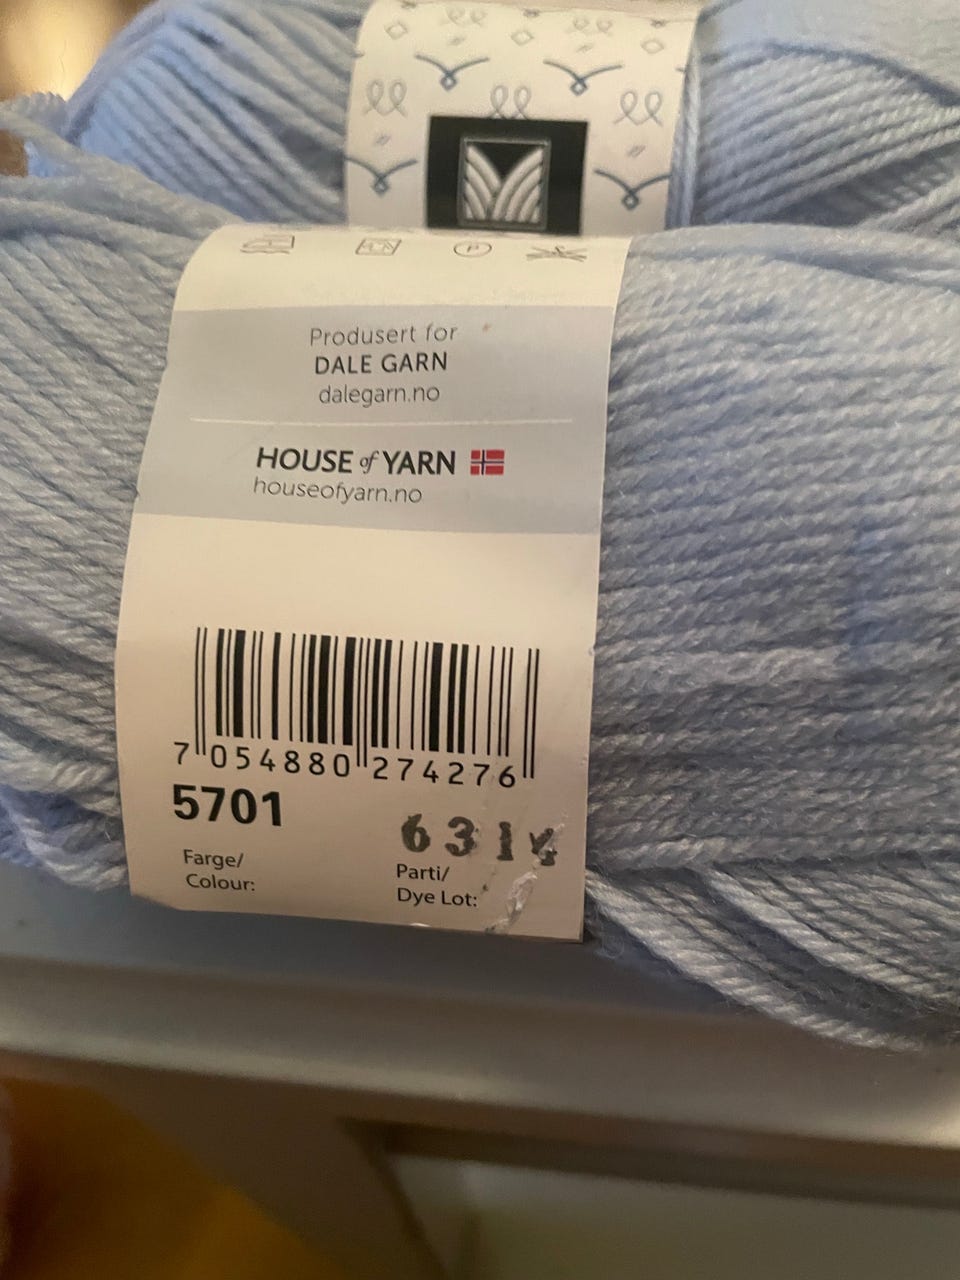 Produsert for
DALE GARN
dalegarn.no
HOUSE of YARN
houseofyarn.no
7 054880 274276
5701
Farge/
Colour:
Parti/
Dye Lot: